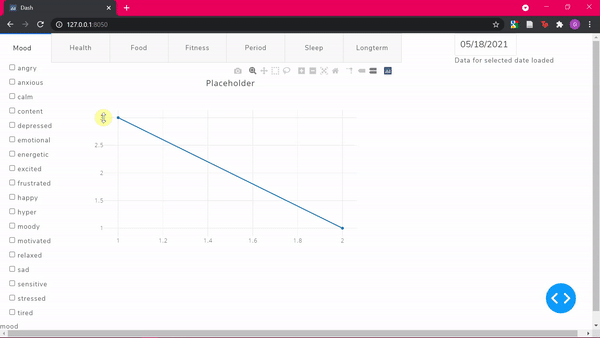 Dash
127.0.0.1:8050
Mood
Health
Food
Fitness
Period
Sleep
Longterm
05/18/2021
Data for selected date loaded
angry
anxious
calm
content
depressed
emotional
energetic
excited
frustrated
happy
hyper
moody
motivated
relaxed
sad
sensitive
stressed
tired
mood
Placeholder
2.5
2
1.5
1
1 1.2 1.4 1.6 1.8 2